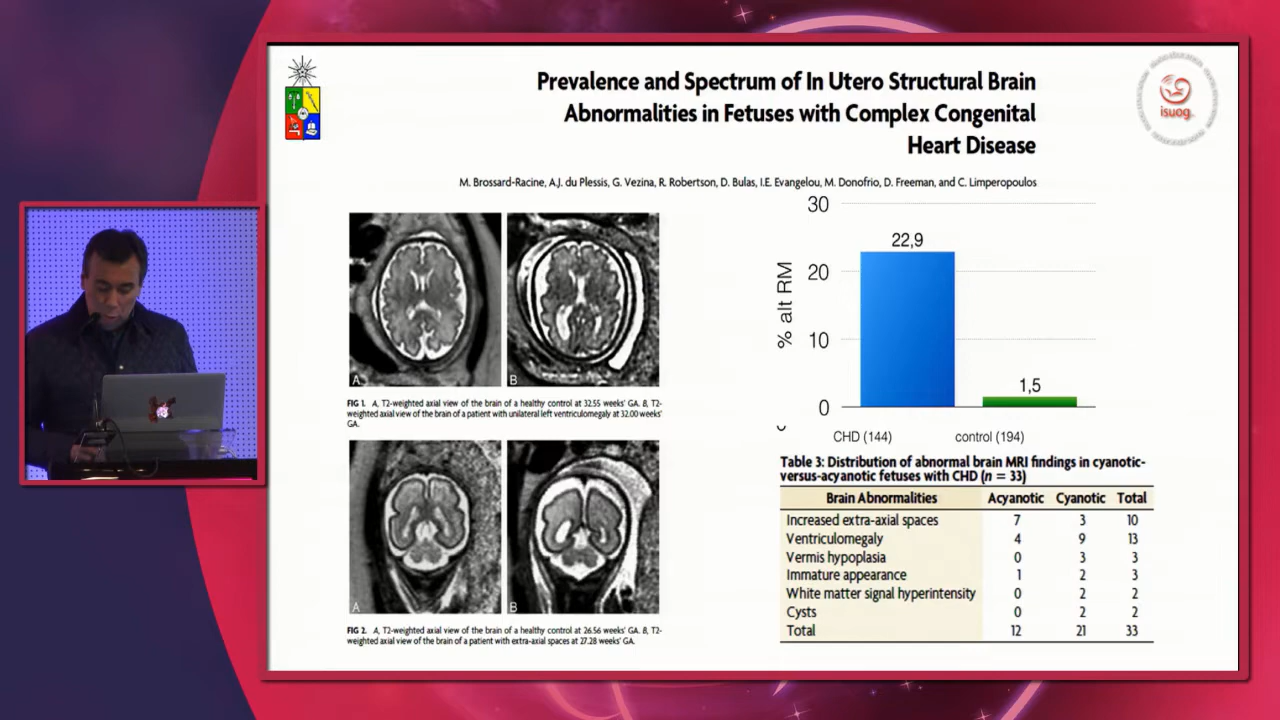 Prevalence and Spectrum of In Utero Structural Brain
Abnormalities in Fetuses with Complex Congenital
Heart Disease
isuog
M. Brossard-Racine, A.J. du Plessis, G. Vezina, R. Robertson, D. Bulas, I.E. Evangelou, M. Donofrio, D. Freeman, and C. Limperopoulos
A
B
FIG 1. A, T2-weighted axial view of the brain of a healthy control at 32.55 weeks' GA. B, T2-
weighted axial view of the brain of a patient with unilateral left ventriculomegaly at 32.00 weeks'
GA.
A
B
FIG 2. A, T2-weighted axial view of the brain of a healthy control at 26.56 weeks' GA. B, T2-
weighted axial view of the brain of a patient with extra-axial spaces at 27.28 weeks' GA.
% alt RM
30
20
10
0
22,9
1,5
CHD (144) control (194)
Table 3: Distribution of abnormal brain MRI findings in cyanotic-
versus-acyanotic fetuses with CHD (n = 33)
Brain Abnormalities Acyanotic Cyanotic Total
Increased extra-axial spaces 7 3 10
Ventriculomegaly 4 9 13
Vermis hypoplasia 0 3 3
Immature appearance 1 2 3
White matter signal hyperintensity 0 2 2
Cysts 0 2 2
Total 12 21 33